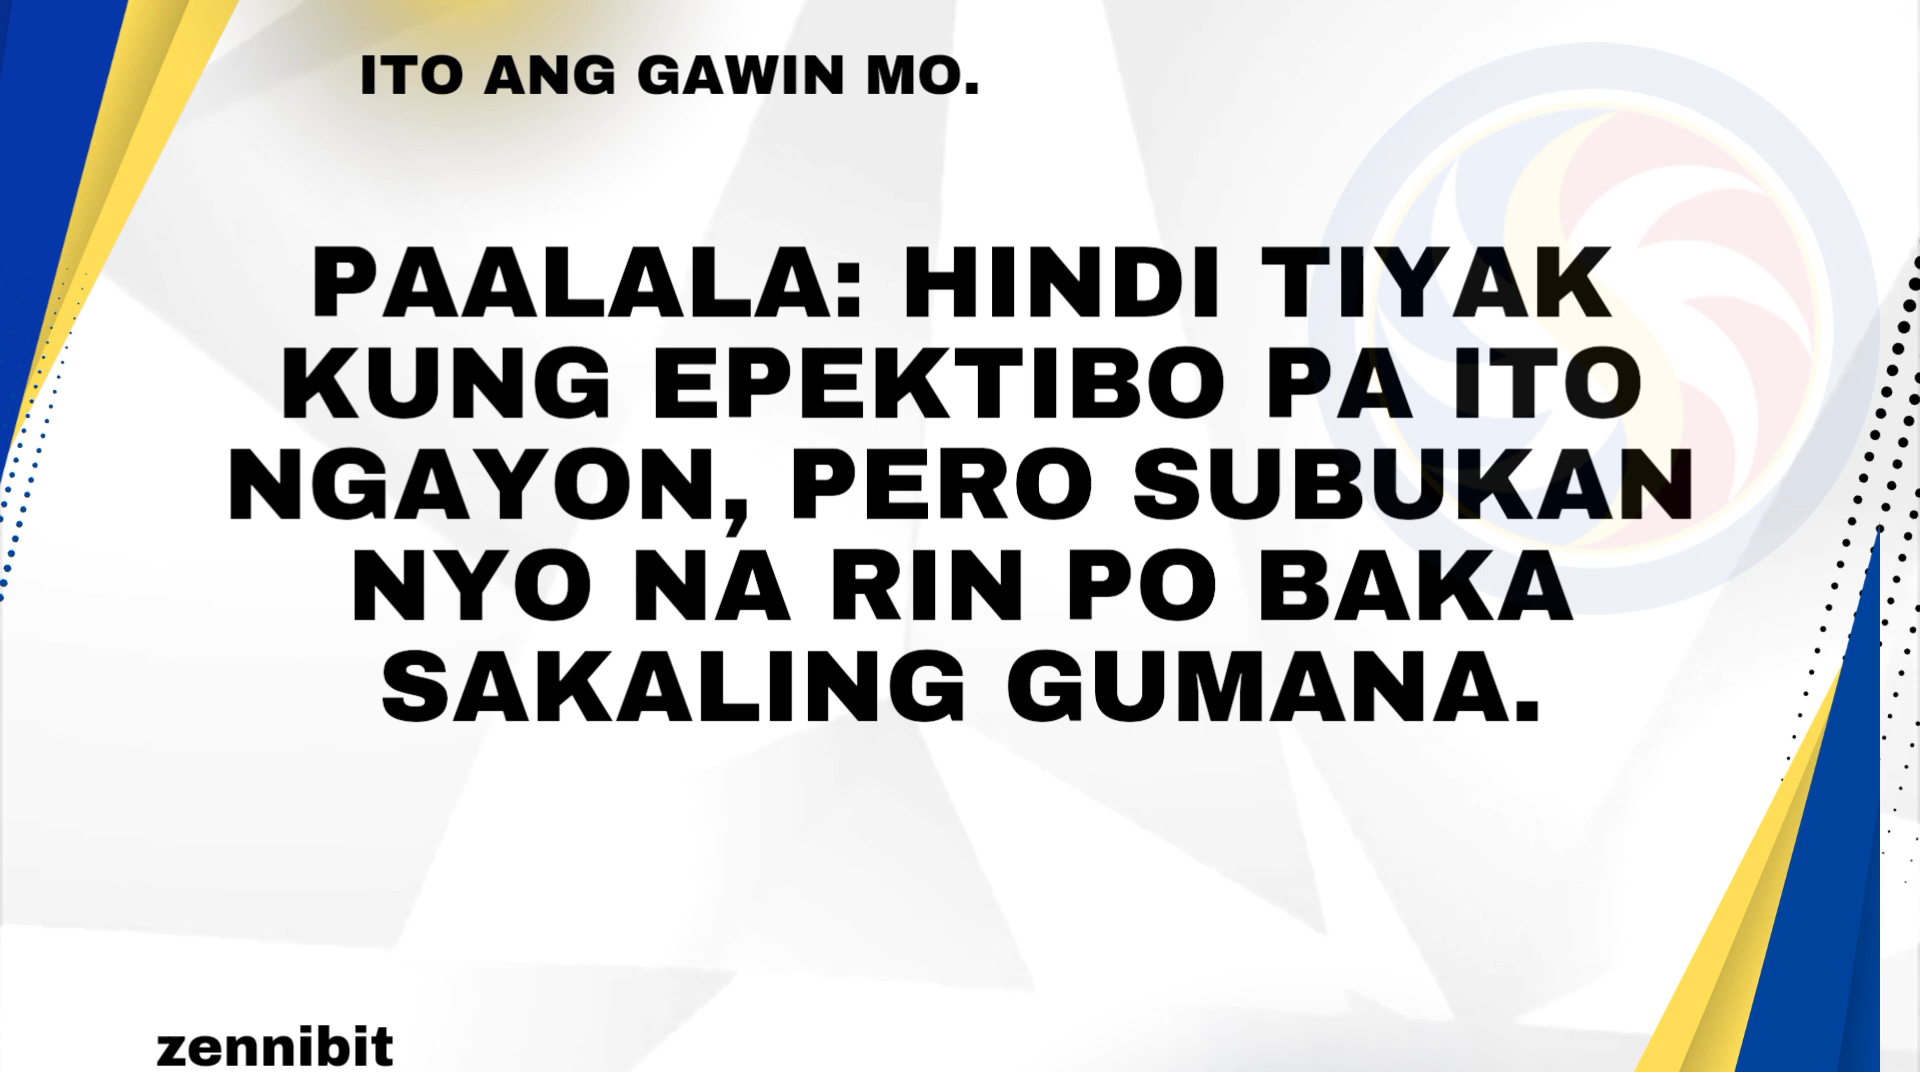 ITO ANG GAWIN MO.
PAALALA: HINDI TIYAK
KUNG EPEKTIBO PA ITO
NGAYON, PERO SUBUKAN
NYO NA RIN PO BAKA
SAKALING GUMANA.
zennibit